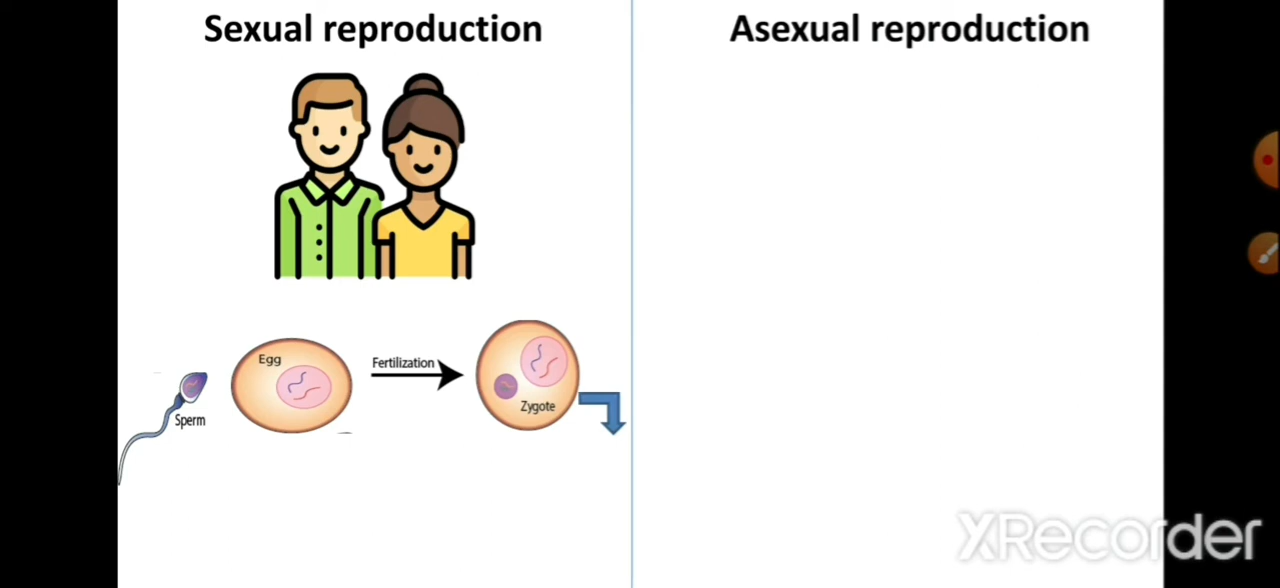 Sexual reproduction
Asexual reproduction
Egg
Fertilization
Sperm
Zygote
XRecorder